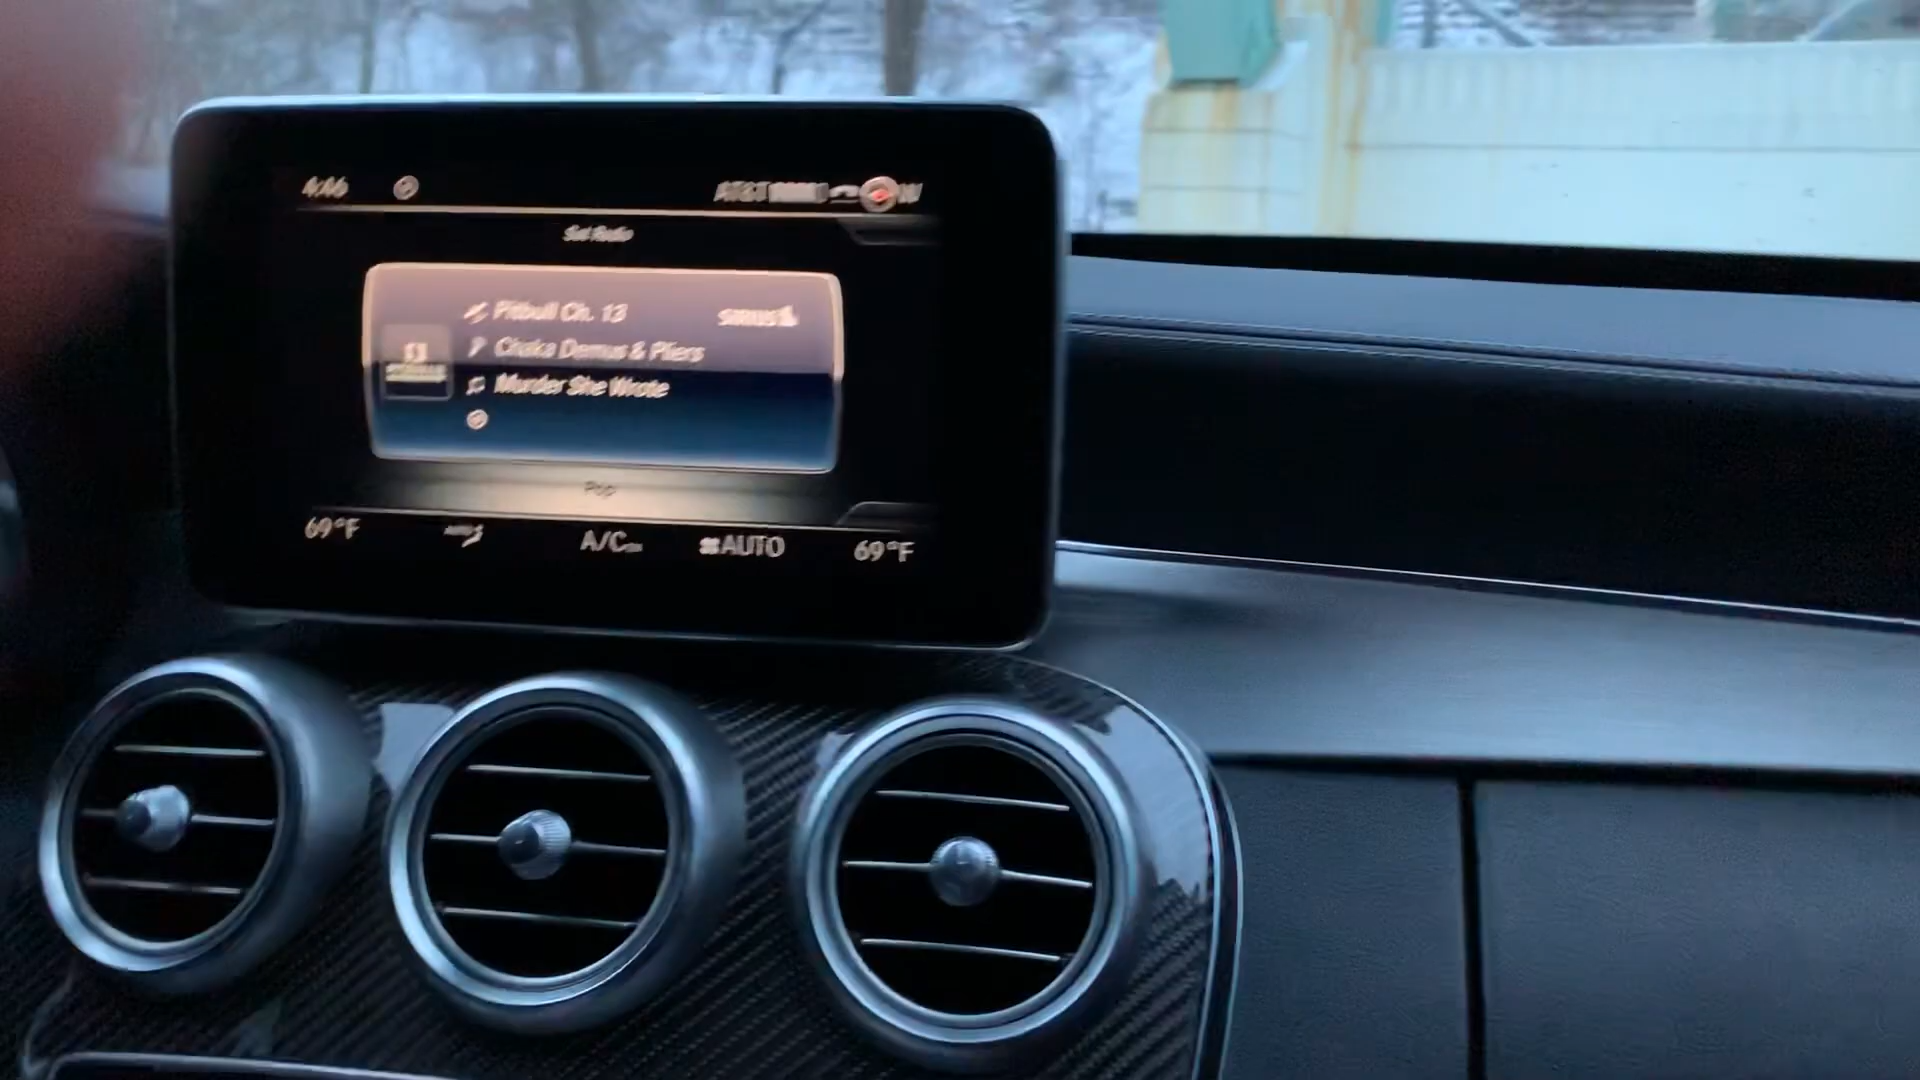 4:46
AT&T
W
Sat Radio
Pitbull Ch. 13
SIRIUS
Chaka Demus & Pliers
13
Murder She Wrote
Pop
69°F
A/C
AUTO
69°F